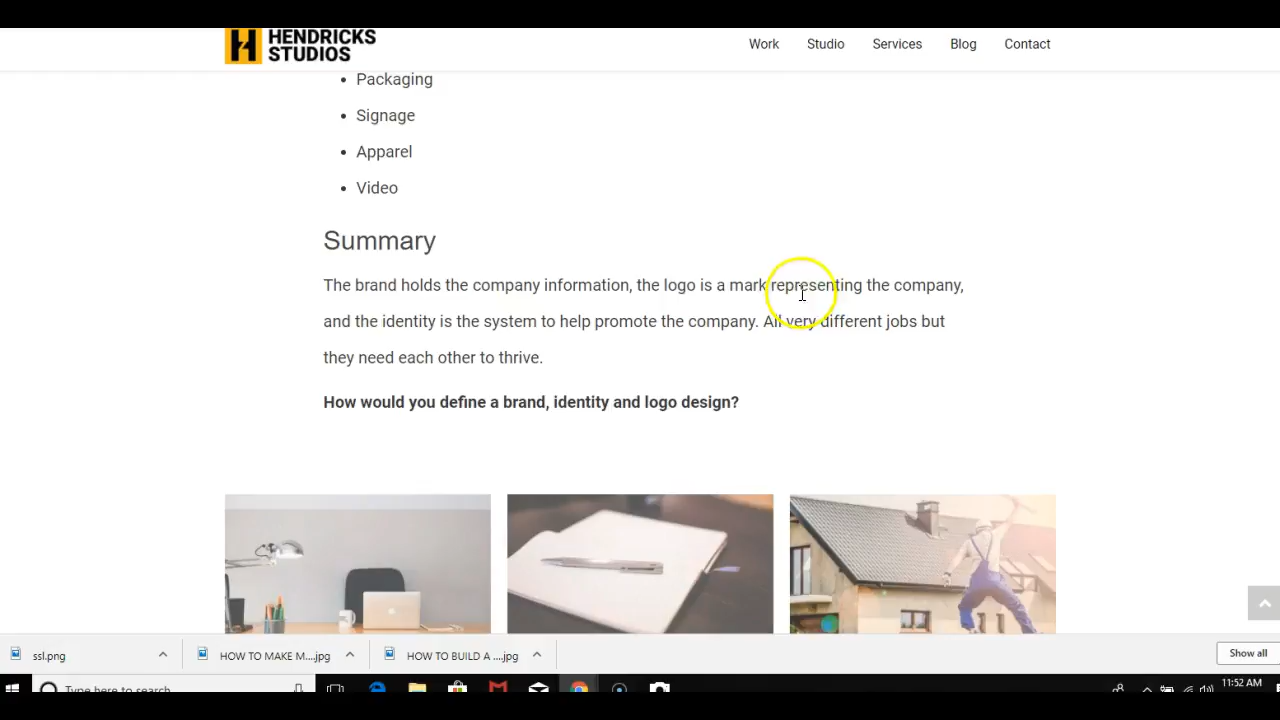 HENDRICKS
STUDIOS
Work Studio Services Blog Contact
Packaging
Signage
Apparel
Video
Summary
The brand holds the company information, the logo is a mark representing the company,
and the identity is the system to help promote the company. All very different jobs but
they need each other to thrive.
How would you define a brand, identity and logo design?
ssl.png HOW TO MAKE M....jpg HOW TO BUILD A ....jpg Show all
Type here to search 11:52 AM